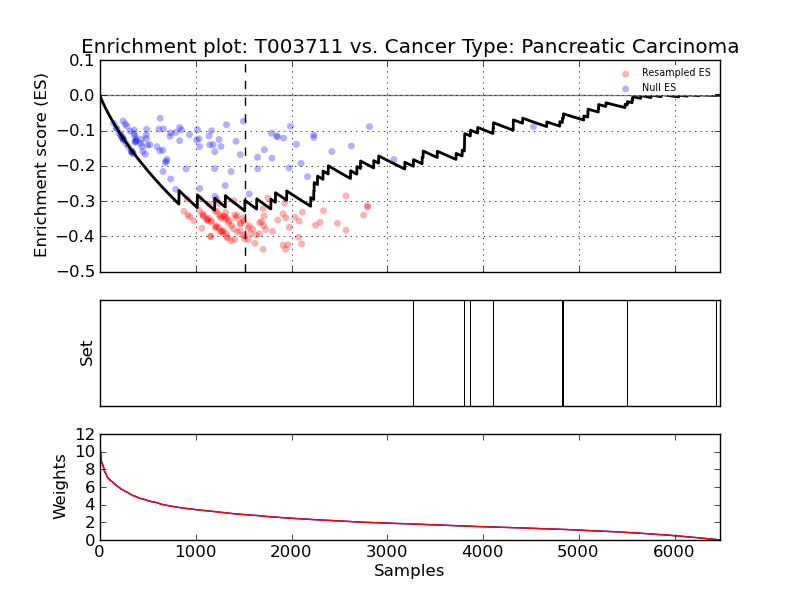 Enrichment plot: T003711 vs. Cancer Type: Pancreatic Carcinoma
Enrichment score (ES)
0.1
0.0
−0.1
−0.2
−0.3
−0.4
−0.5
Resampled ES
Null ES
Set
Weights
12
10
8
6
4
2
0
0 1000 2000 3000 4000 5000 6000
Samples